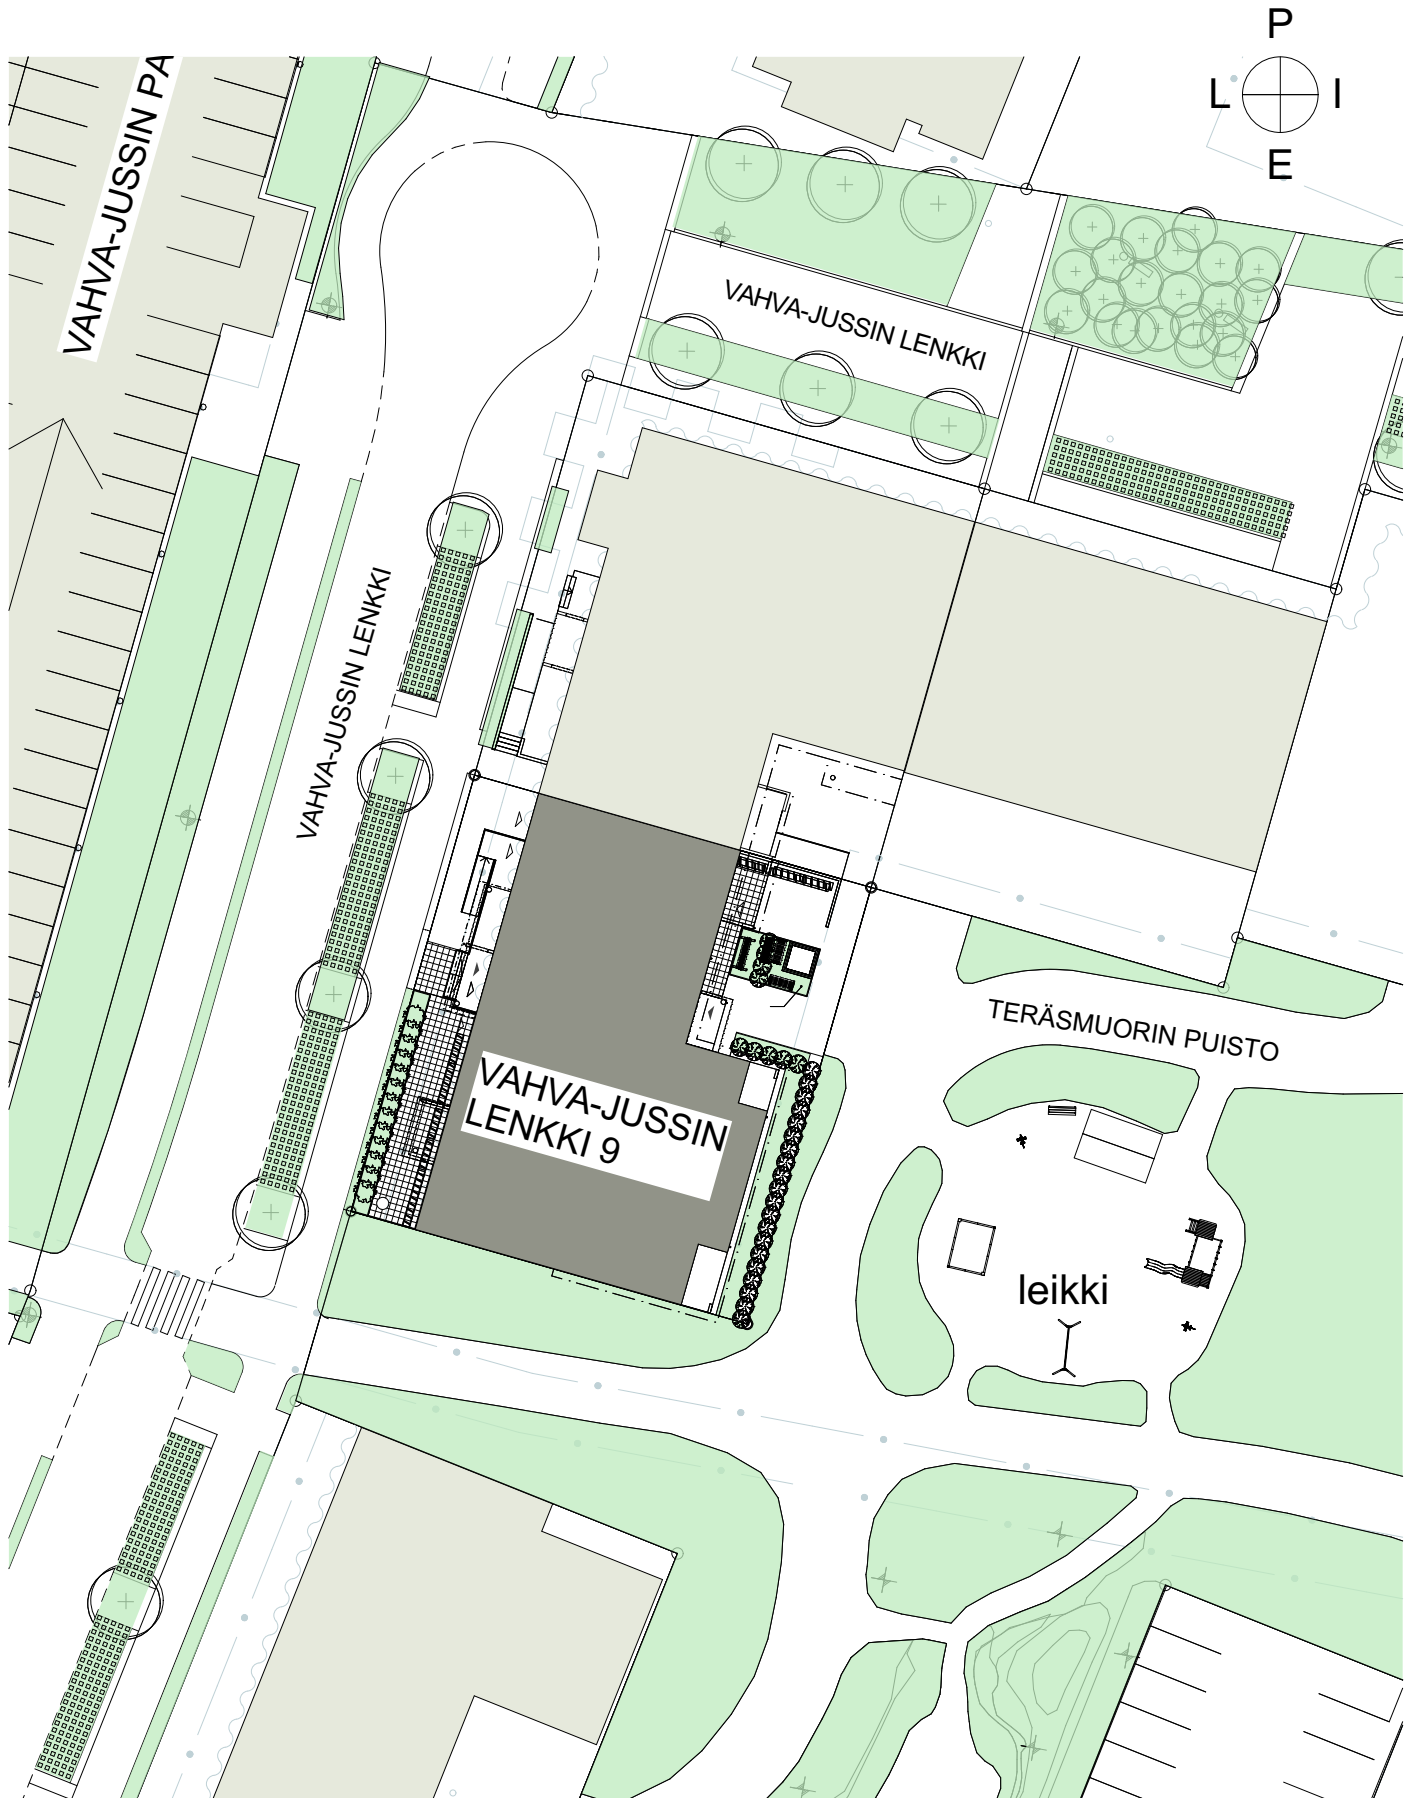 P
L I
E
VAHVA-JUSSIN PA
VAHVA-JUSSIN LENKKI
VAHVA-JUSSIN LENKKI
TERÄSMUORIN PUISTO
VAHVA-JUSSIN
LENKKI 9
leikki